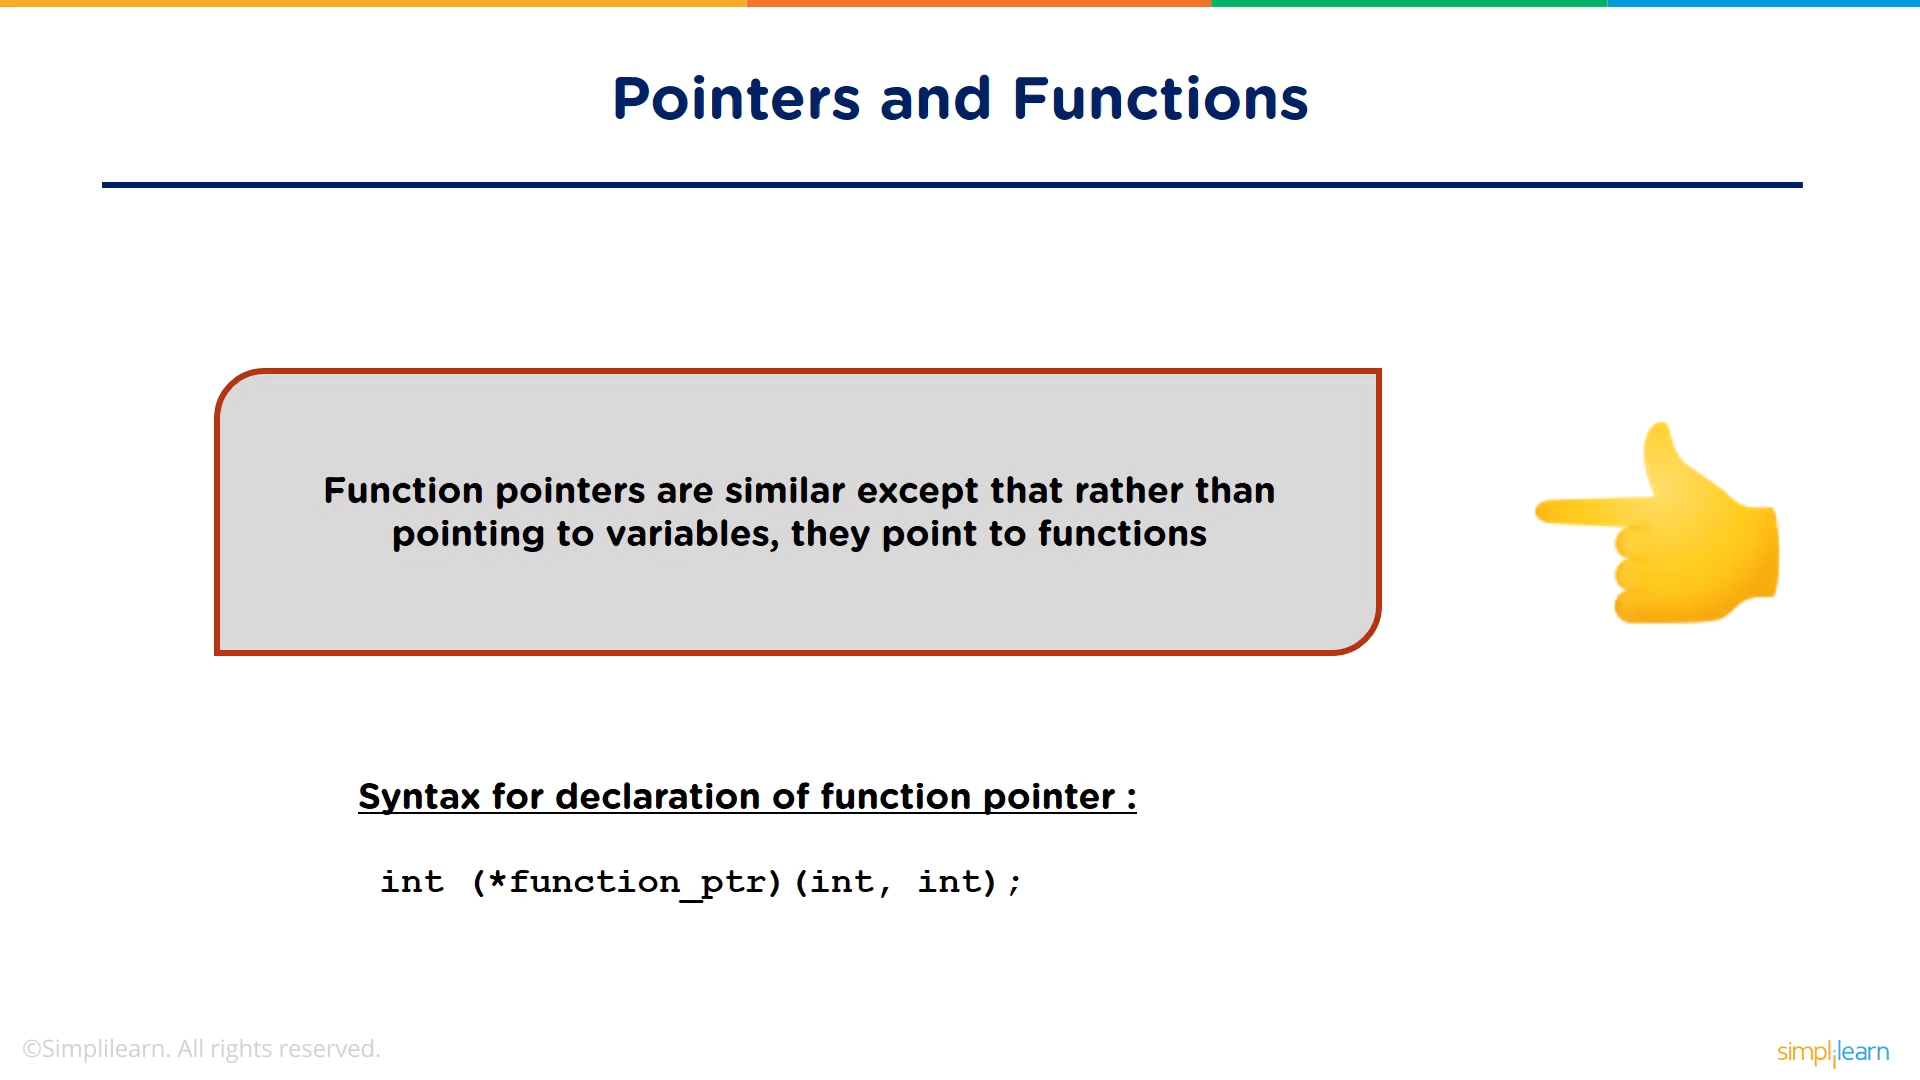 Pointers and Functions
Function pointers are similar except that rather than
pointing to variables, they point to functions
Syntax for declaration of function pointer :
int (*function_ptr)(int, int);
©Simplilearn. All rights reserved.
simplilearn